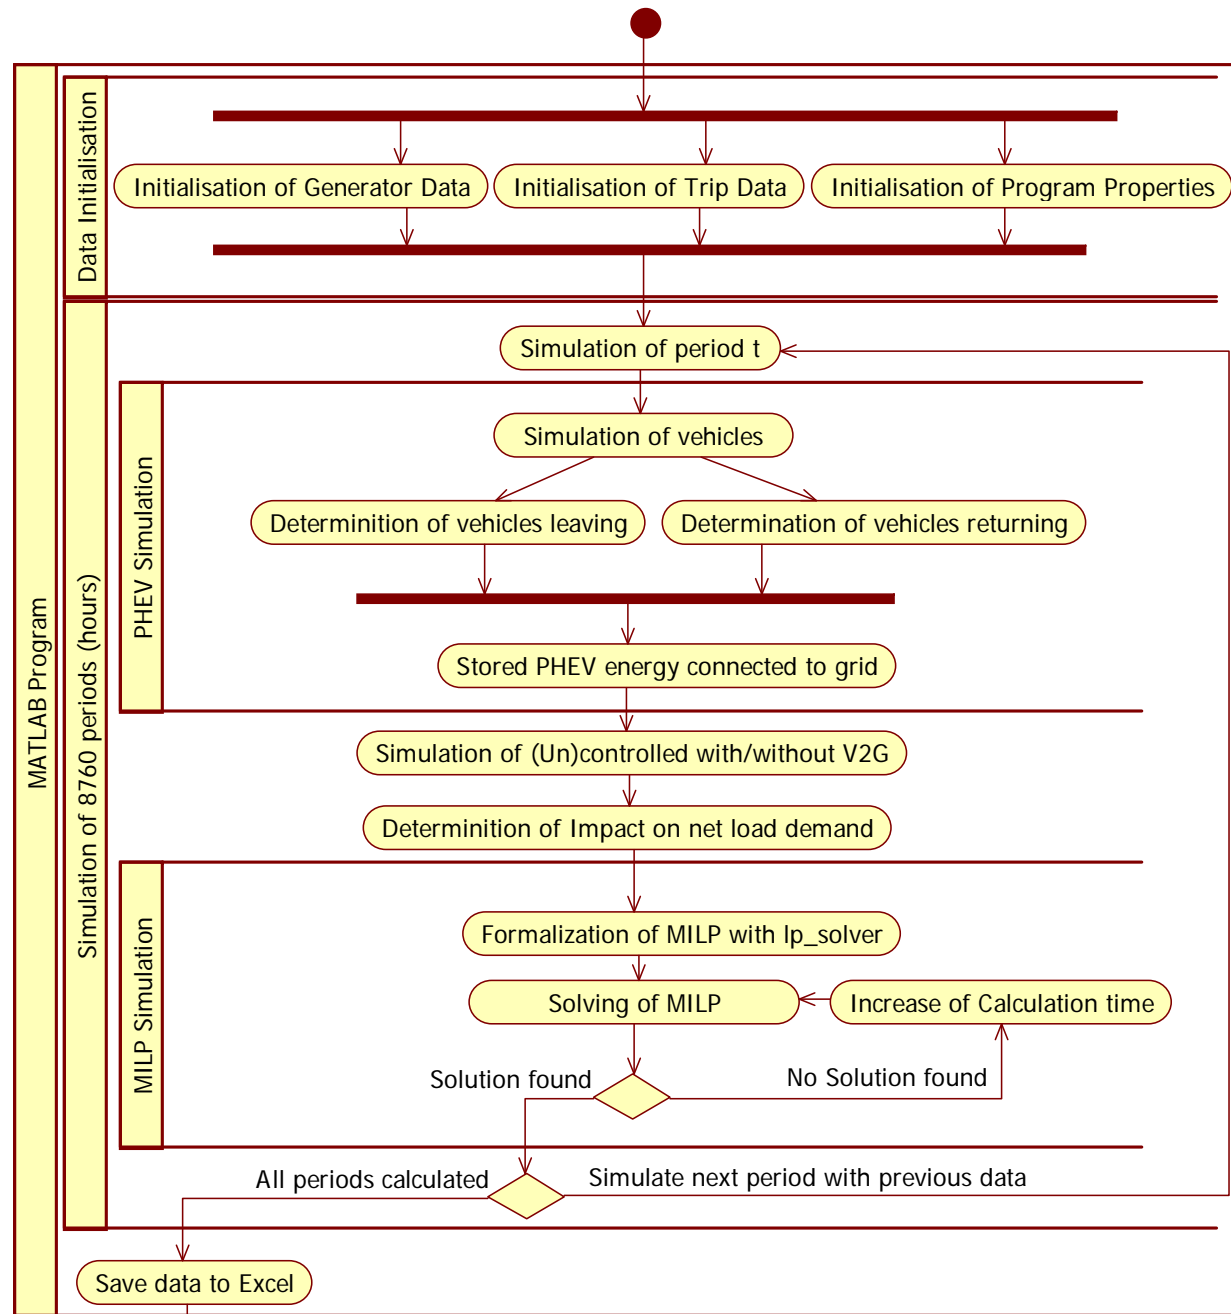 MATLAB Program
Data Initialisation
Initialisation of Generator Data
Initialisation of Trip Data
Initialisation of Program Properties
Simulation of 8760 periods (hours)
Simulation of period t
PHEV Simulation
Simulation of vehicles
Determinition of vehicles leaving
Determination of vehicles returning
Stored PHEV energy connected to grid
Simulation of (Un)controlled with/without V2G
Determinition of Impact on net load demand
MILP Simulation
Formalization of MILP with lp_solver
Solving of MILP
Increase of Calculation time
Solution found
No Solution found
All periods calculated
Simulate next period with previous data
Save data to Excel